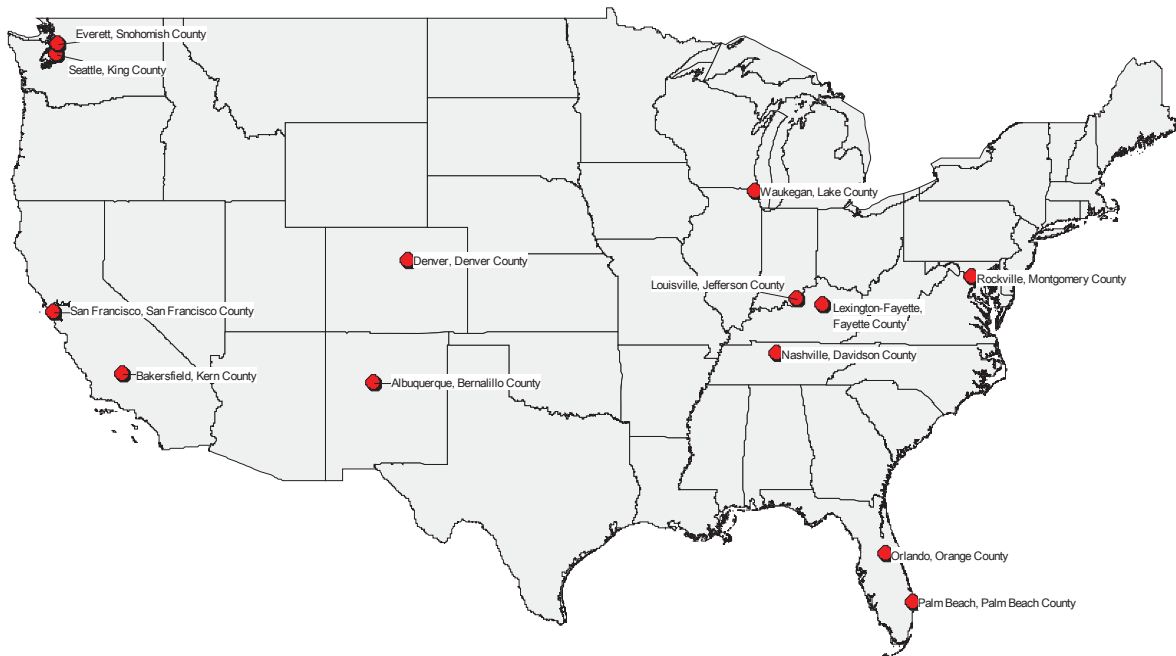 Everett, Snohomish County
Seattle, King County
Waukegan, Lake County
Denver, Denver County
Rockville, Montgomery County
Louisville, Jefferson County
Lexington-Fayette,
Fayette County
San Francisco, San Francisco County
Nashville, Davidson County
Bakersfield, Kern County
Albuquerque, Bernalillo County
Orlando, Orange County
Palm Beach, Palm Beach County